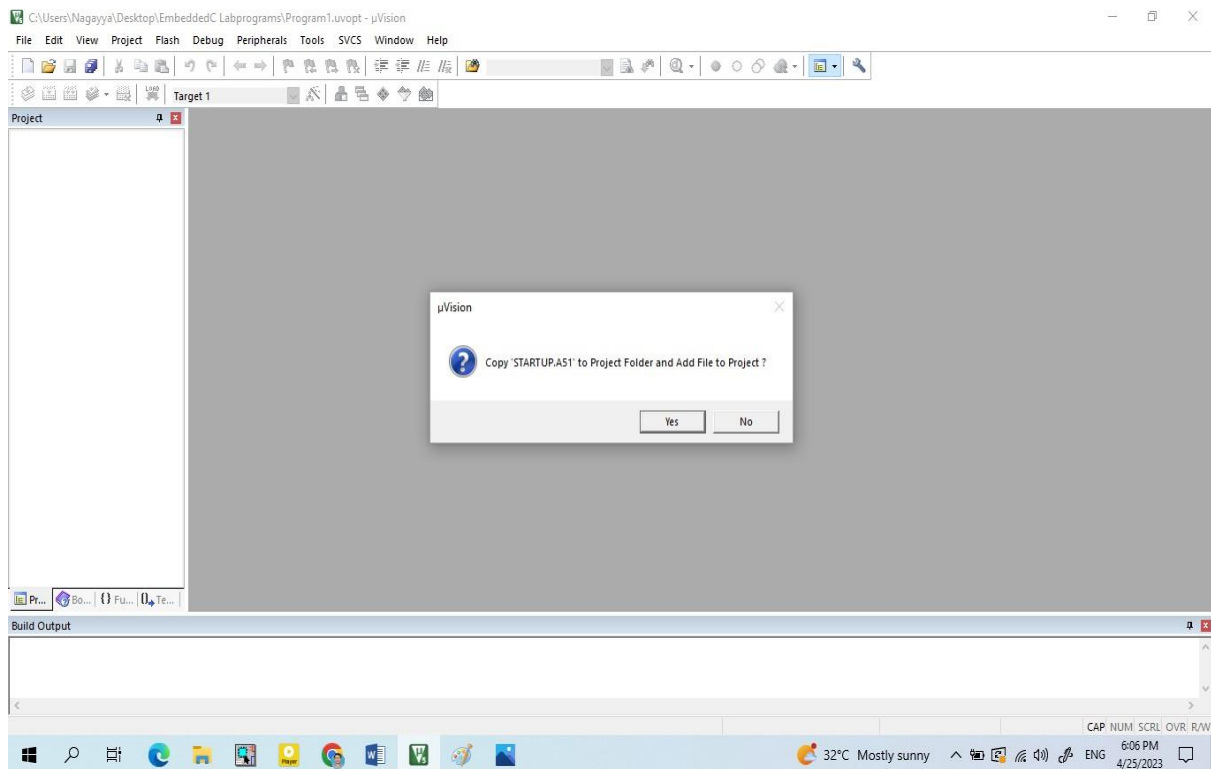 C:\Users\Nagayya\Desktop\EmbeddedC Labprograms\Program1.uvopt - µVision
File Edit View Project Flash Debug Peripherals Tools SVCS Window Help
LOAD Target 1
Project
µVision
Copy 'STARTUP.A51' to Project Folder and Add File to Project ?
Yes No
Pr... Bo... {} Fu... Te...
Build Output
CAP NUM SCRL OVR R/W
Player
32°C Mostly sunny ENG 6:06 PM
4/25/2023